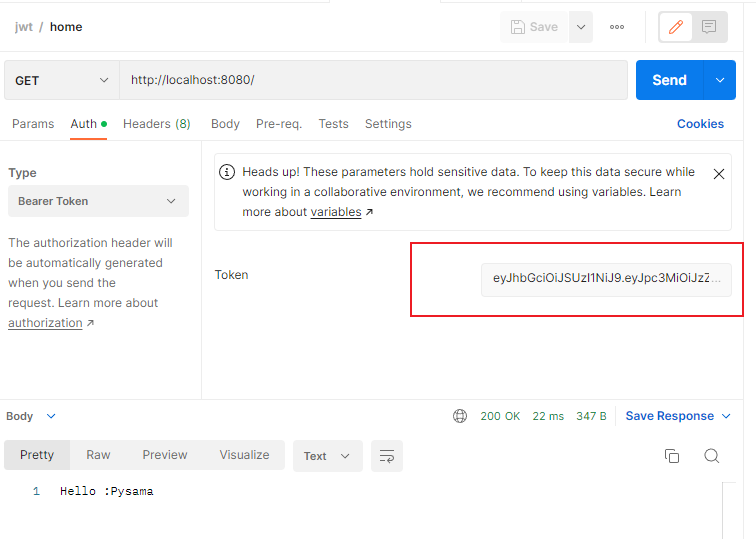 jwt / home
Save
GET
http://localhost:8080/
Send
Params Auth Headers (8) Body Pre-req. Tests Settings
Cookies
Type
Bearer Token
The authorization header will
be automatically generated
when you send the
request. Learn more about
authorization ↗
Heads up! These parameters hold sensitive data. To keep this data secure while
working in a collaborative environment, we recommend using variables. Learn
more about variables ↗
Token
eyJhbGciOiJSUzI1NiJ9.eyJpc3MiOiJzZ...
Body
200 OK 22 ms 347 B Save Response
Pretty Raw Preview Visualize Text
1 Hello :Pysama